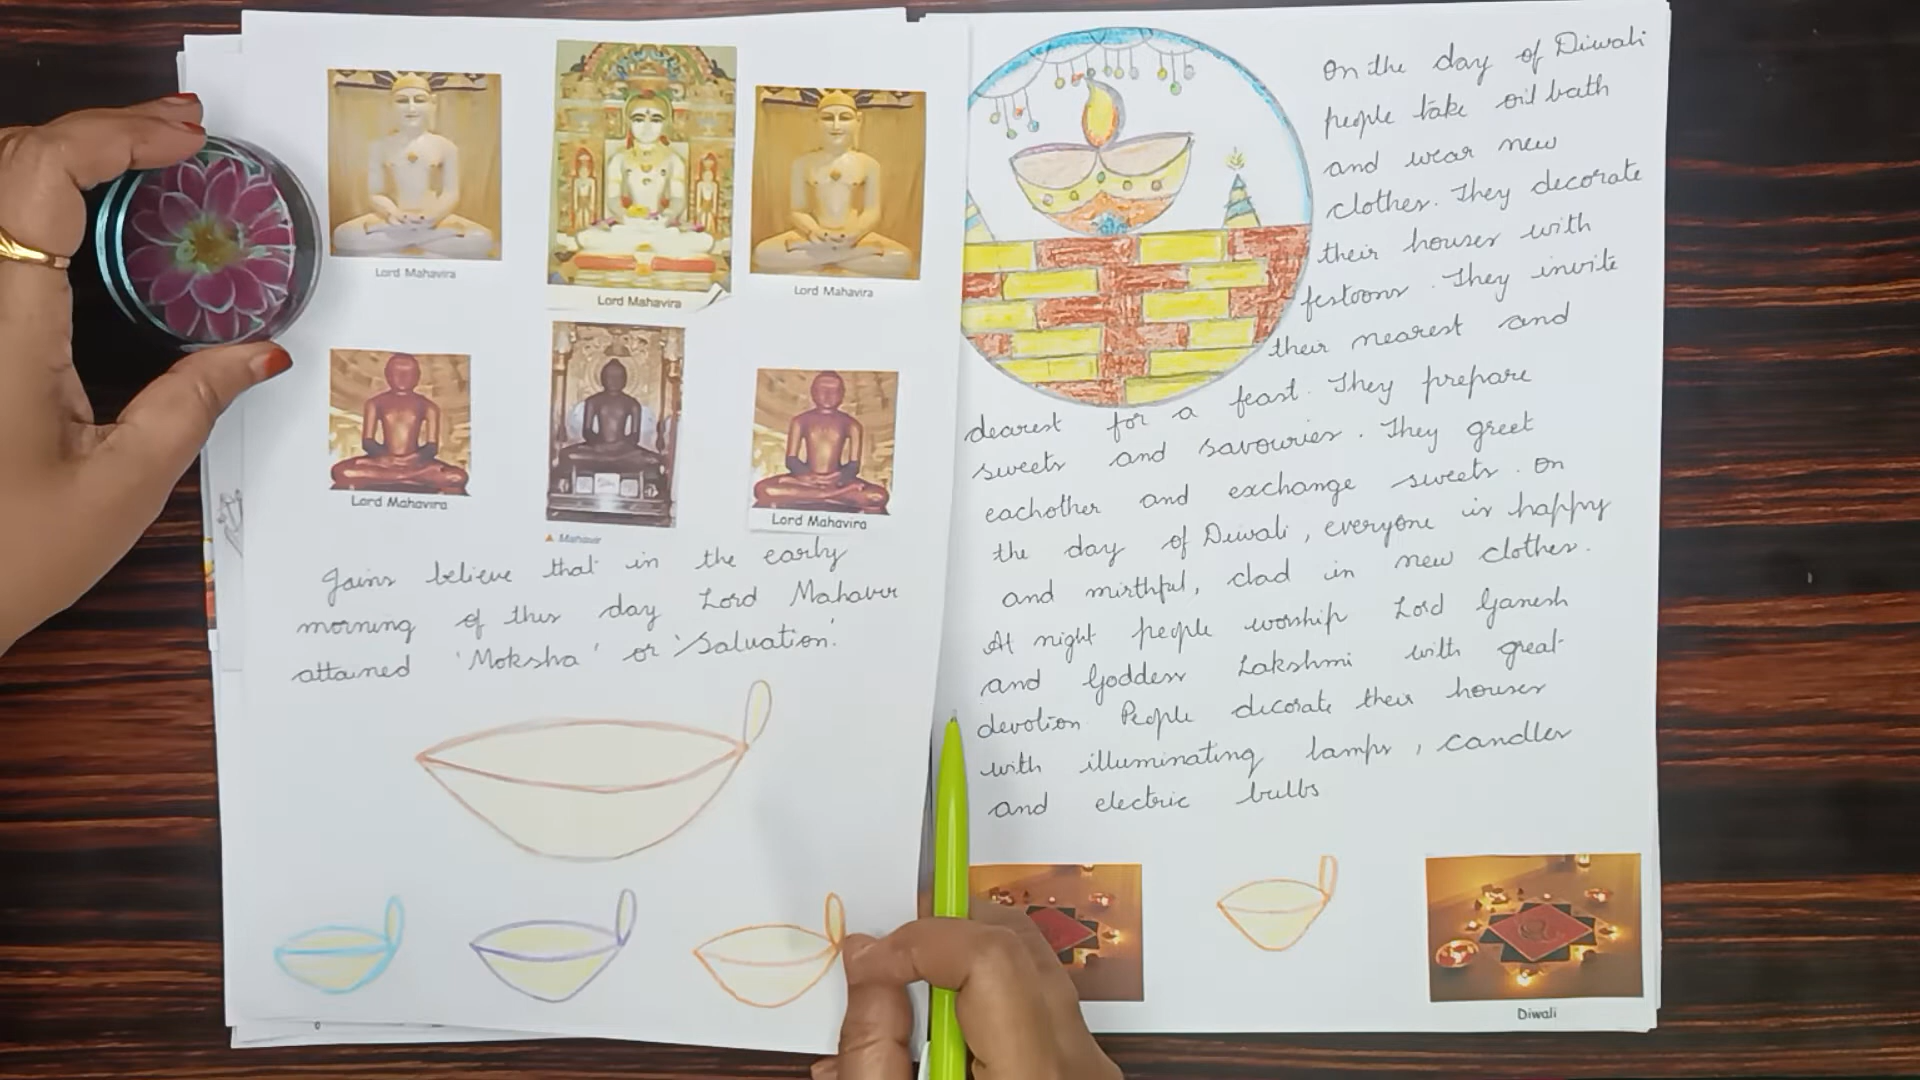 Lord Mahavira
Lord Mahavira
Lord Mahavira
Lord Mahavira
Mahavir
Lord Mahavira
Jains believe that in the early
morning of this day Lord Mahavir
attained 'Moksha' or 'Salvation'.
On the day of Diwali
people take oil bath
and wear new
clothes. They decorate
their houses with
festoons. They invite
their nearest and
dearest for a feast. They prepare
sweets and savouries. They greet
eachother and exchange sweets. On
the day of Diwali, everyone is happy
and mirthful, clad in new clothes.
At night people worship Lord Ganesh
and Goddess Lakshmi with great
devotion. People decorate their houses
with illuminating lamps, candles
and electric bulbs
Diwali